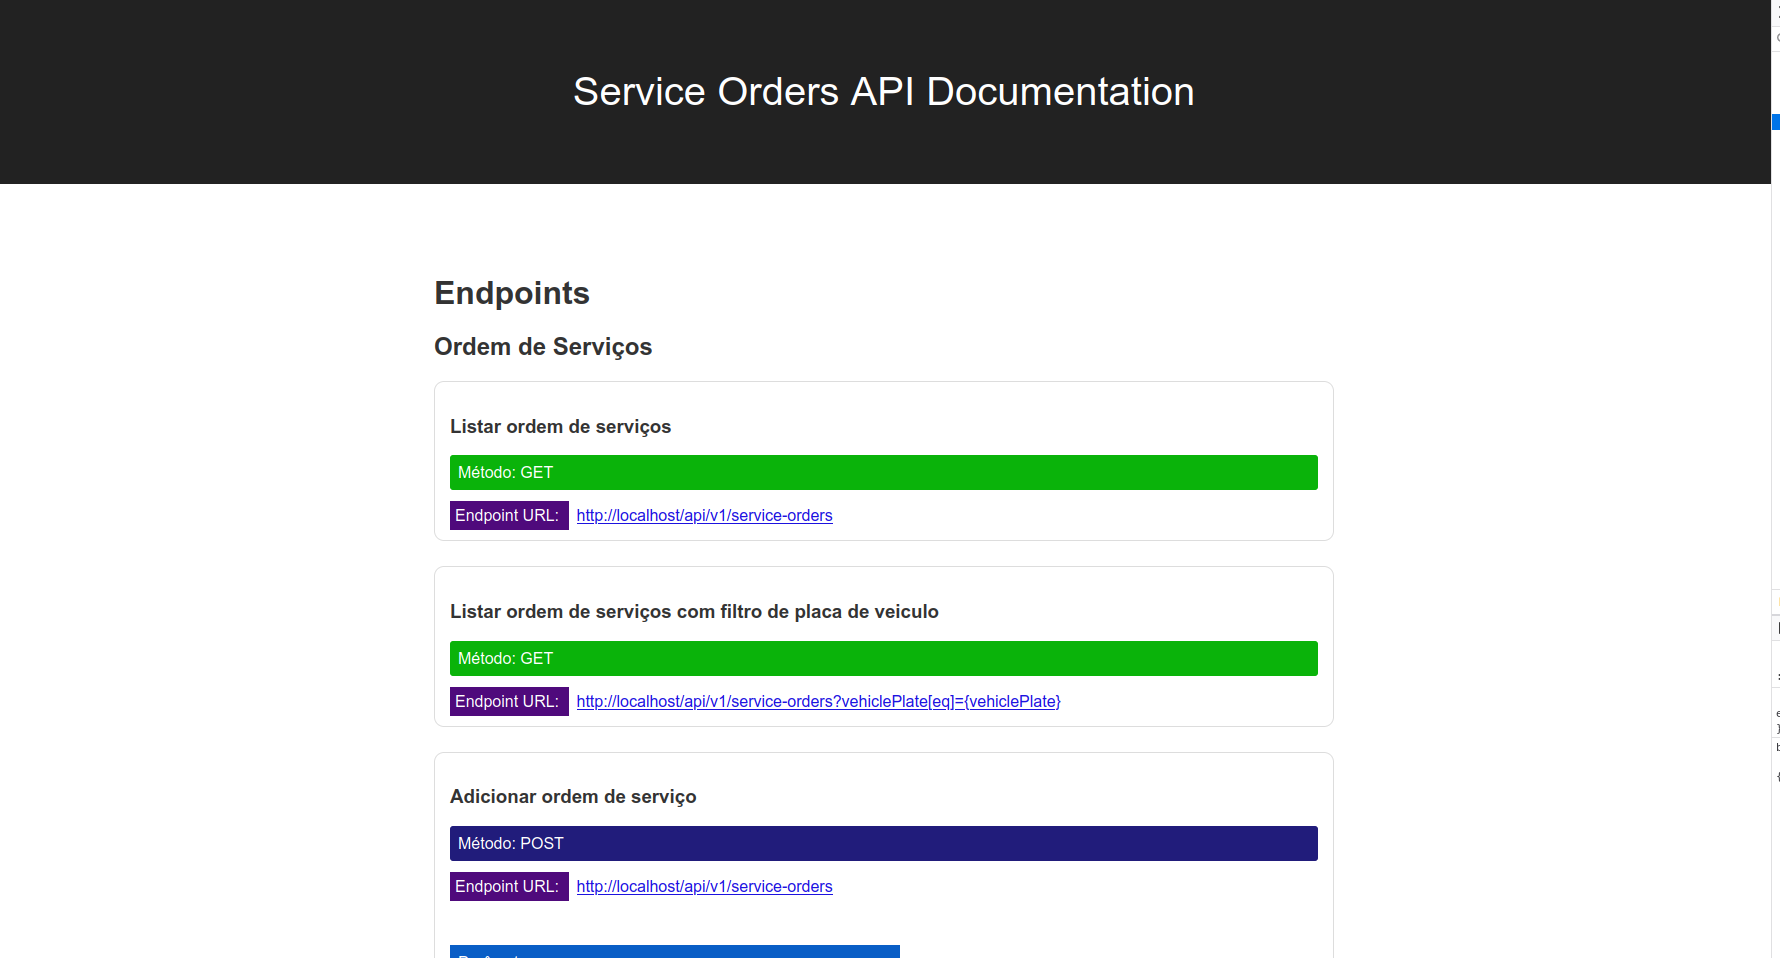 Service Orders API Documentation
Endpoints
Ordem de Serviços
Listar ordem de serviços
Método: GET
Endpoint URL: http://localhost/api/v1/service-orders
Listar ordem de serviços com filtro de placa de veiculo
Método: GET
Endpoint URL: http://localhost/api/v1/service-orders?vehiclePlate[eq]={vehiclePlate}
Adicionar ordem de serviço
Método: POST
Endpoint URL: http://localhost/api/v1/service-orders